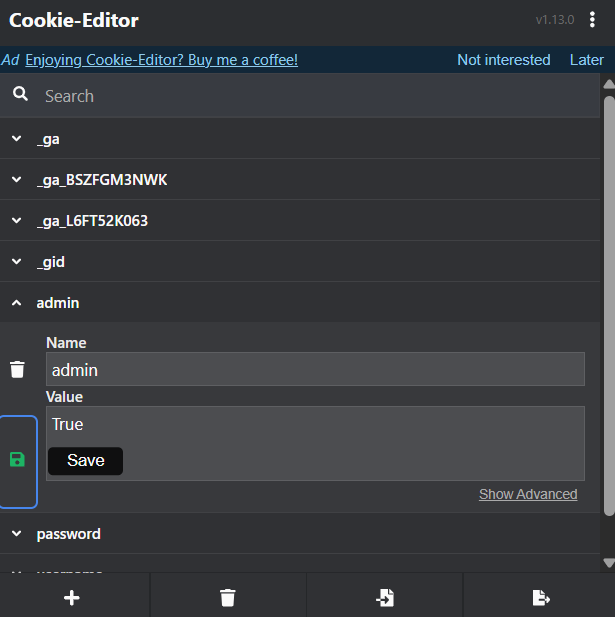 Cookie-Editor
v1.13.0
Ad Enjoying Cookie-Editor? Buy me a coffee! Not interested Later
Search
_ga
_ga_BSZFGM3NWK
_ga_L6FT52K063
_gid
admin
Name
admin
Value
True
Save
Show Advanced
password